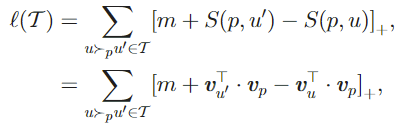 ℓ(𝒯) = ∑_{u≻_p u′∈𝒯} [m + S(p, u′) − S(p, u)]_+,
= ∑_{u≻_p u′∈𝒯} [m + 𝒗_{u′}^⊤ · 𝒗_p − 𝒗_u^⊤ · 𝒗_p]_+,